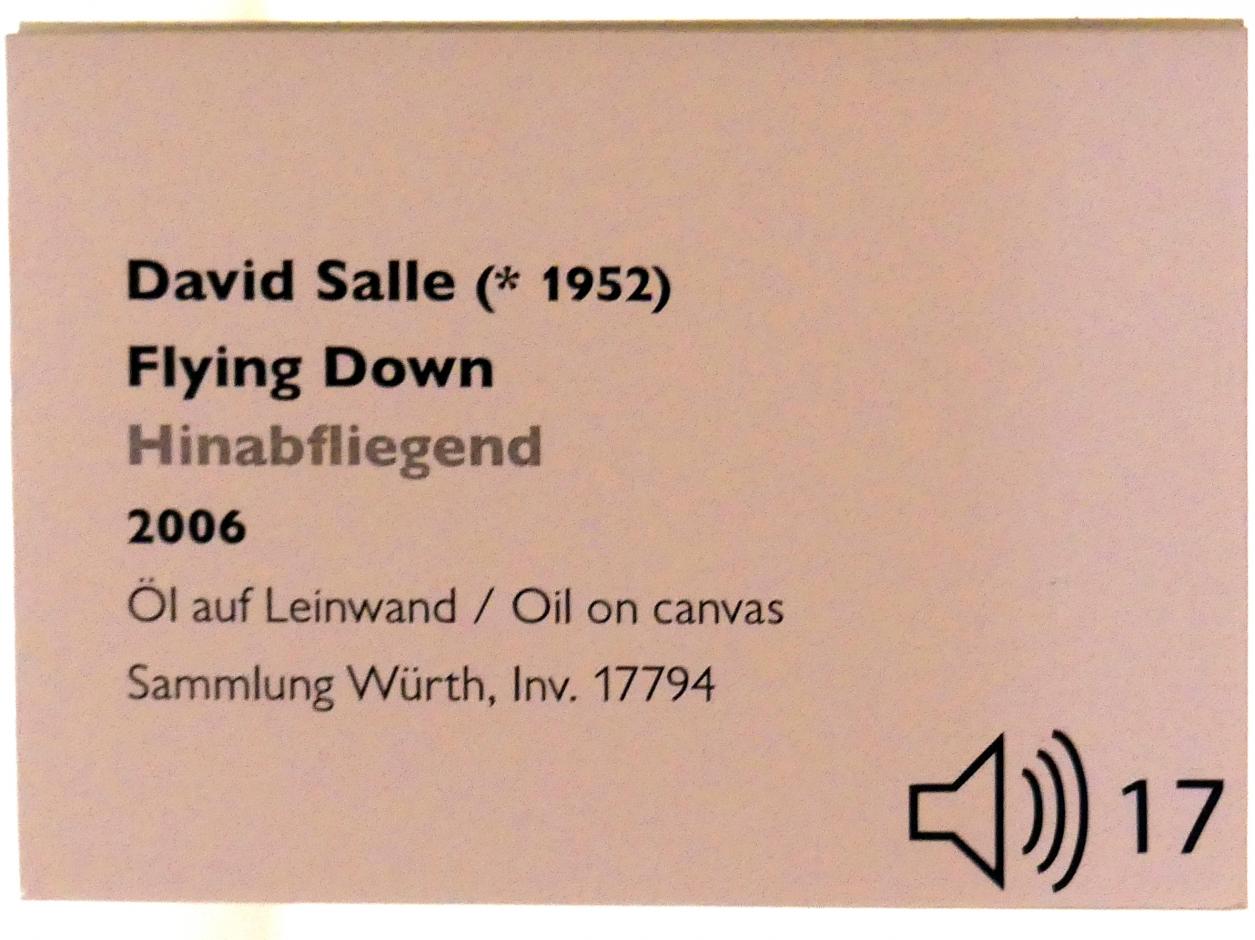 David Salle (* 1952)
Flying Down
Hinabfliegend
2006
Öl auf Leinwand / Oil on canvas
Sammlung Würth, Inv. 17794
17